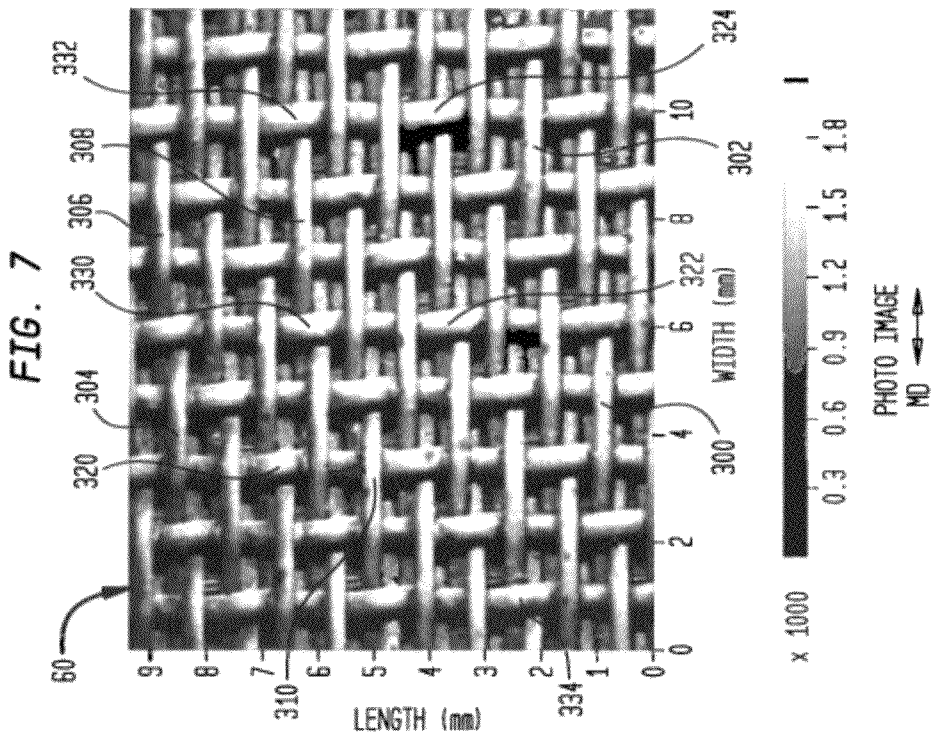 FIG. 7
60
320
304
330
306
308
332
310
334
300
322
302
324
9
8
7
6
5
4
3
2
1
0
LENGTH (mm)
0 2 4 6 8 10
WIDTH (mm)
x 1000
0.3 0.6 0.9 1.2 1.5 1.8
PHOTO IMAGE
MD